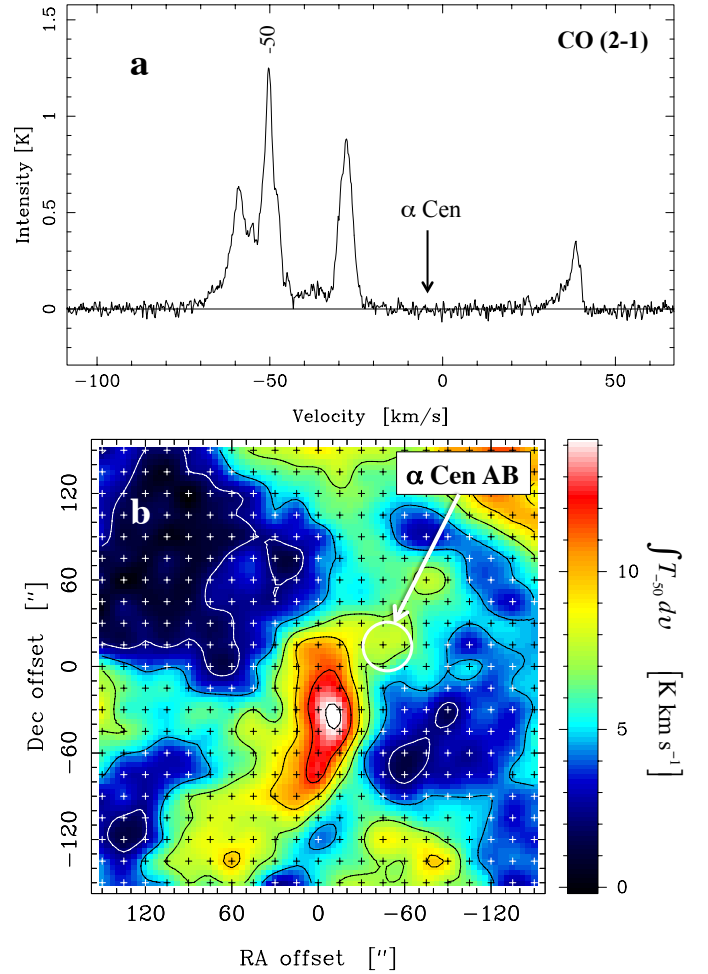 1.5
1
0.5
0
Intensity [K]
a
-50
CO (2-1)
α Cen
−100
−50
0
50
Velocity [km/s]
b
α Cen AB
120
60
0
−60
−120
Dec offset ["]
120
60
0
−60
−120
RA offset ["]
10
5
0
∫T₋₅₀ dυ [K km s⁻¹]